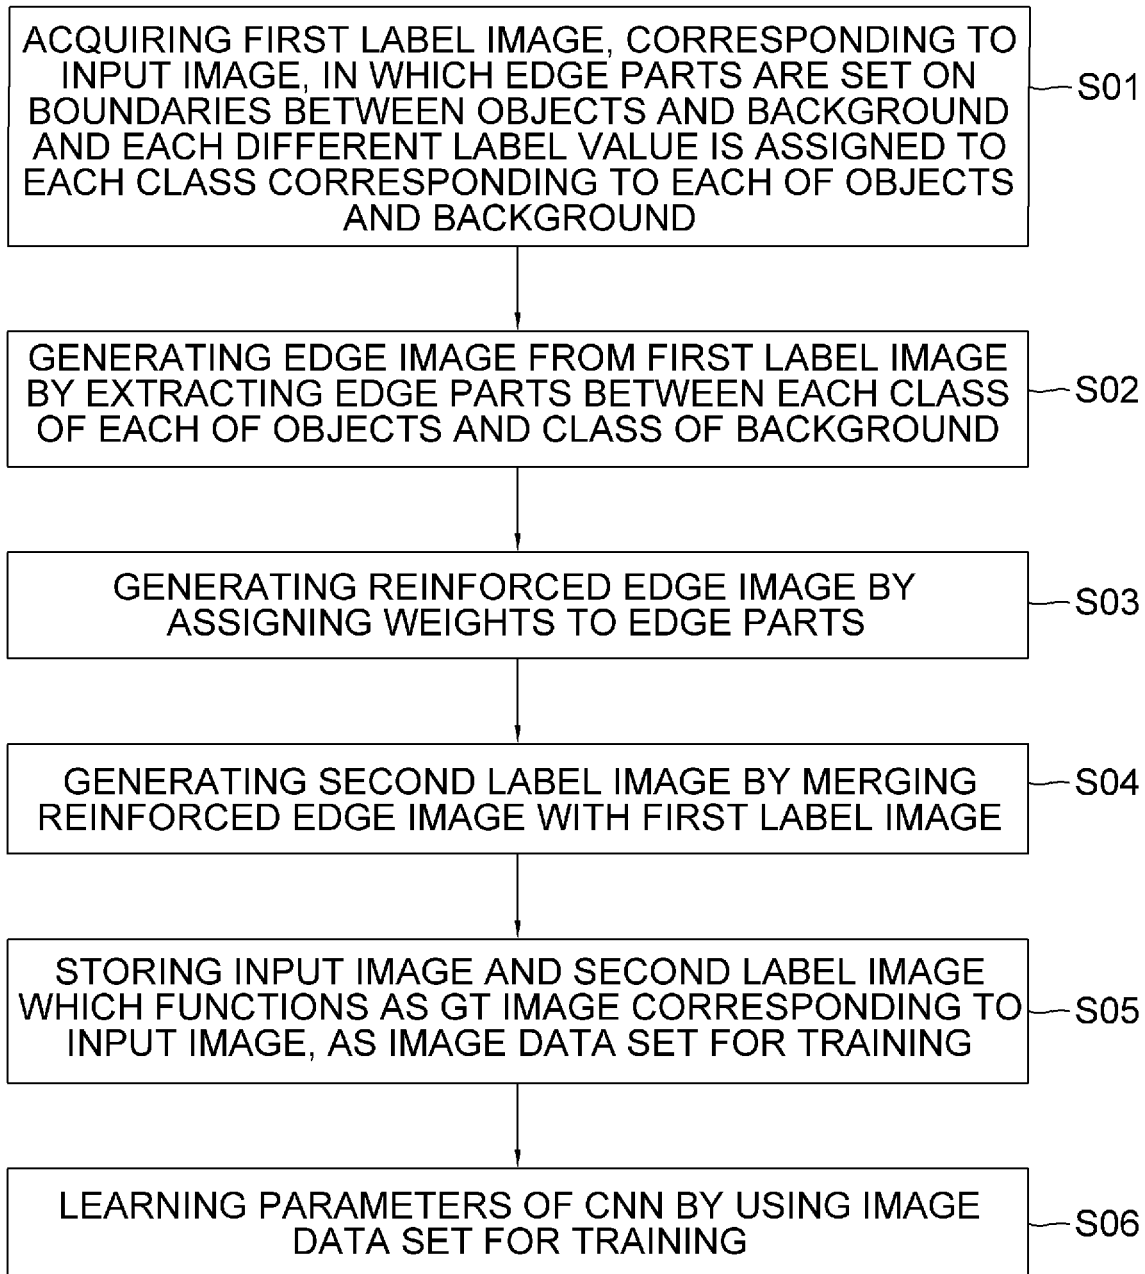 ACQUIRING FIRST LABEL IMAGE, CORRESPONDING TO
INPUT IMAGE, IN WHICH EDGE PARTS ARE SET ON
BOUNDARIES BETWEEN OBJECTS AND BACKGROUND
AND EACH DIFFERENT LABEL VALUE IS ASSIGNED TO
EACH CLASS CORRESPONDING TO EACH OF OBJECTS
AND BACKGROUND
S01
GENERATING EDGE IMAGE FROM FIRST LABEL IMAGE
BY EXTRACTING EDGE PARTS BETWEEN EACH CLASS
OF EACH OF OBJECTS AND CLASS OF BACKGROUND
S02
GENERATING REINFORCED EDGE IMAGE BY
ASSIGNING WEIGHTS TO EDGE PARTS
S03
GENERATING SECOND LABEL IMAGE BY MERGING
REINFORCED EDGE IMAGE WITH FIRST LABEL IMAGE
S04
STORING INPUT IMAGE AND SECOND LABEL IMAGE
WHICH FUNCTIONS AS GT IMAGE CORRESPONDING TO
INPUT IMAGE, AS IMAGE DATA SET FOR TRAINING
S05
LEARNING PARAMETERS OF CNN BY USING IMAGE
DATA SET FOR TRAINING
S06